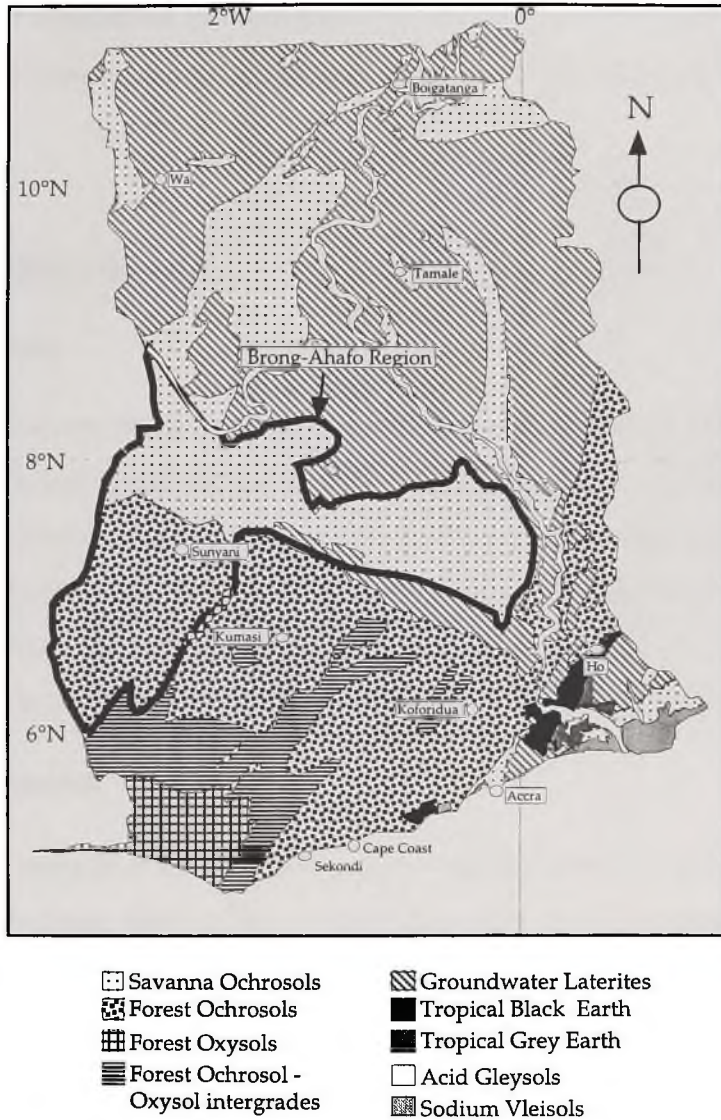 2°W 0°
Boigatanga
N
10°N
Wa
Tamale
Brong-Ahafo Region
8°N
Sunyani
Kumasi
Ho
Koforidua
6°N
Accra
Cape Coast
Sekondi
Savanna Ochrosols
Forest Ochrosols
Forest Oxysols
Forest Ochrosol -
Oxysol intergrades
Groundwater Laterites
Tropical Black Earth
Tropical Grey Earth
Acid Gleysols
Sodium Vleisols